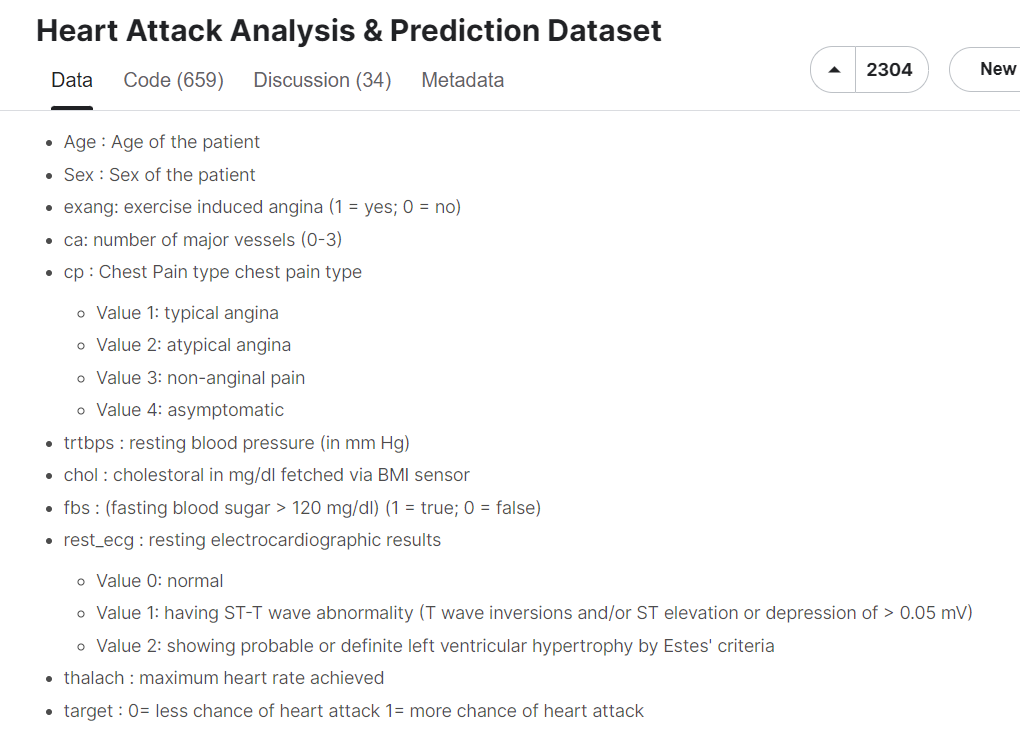 Heart Attack Analysis & Prediction Dataset
Data Code (659) Discussion (34) Metadata
2304
New
Age : Age of the patient
Sex : Sex of the patient
exang: exercise induced angina (1 = yes; 0 = no)
ca: number of major vessels (0-3)
cp : Chest Pain type chest pain type
Value 1: typical angina
Value 2: atypical angina
Value 3: non-anginal pain
Value 4: asymptomatic
trtbps : resting blood pressure (in mm Hg)
chol : cholestoral in mg/dl fetched via BMI sensor
fbs : (fasting blood sugar > 120 mg/dl) (1 = true; 0 = false)
rest_ecg : resting electrocardiographic results
Value 0: normal
Value 1: having ST-T wave abnormality (T wave inversions and/or ST elevation or depression of > 0.05 mV)
Value 2: showing probable or definite left ventricular hypertrophy by Estes' criteria
thalach : maximum heart rate achieved
target : 0= less chance of heart attack 1= more chance of heart attack